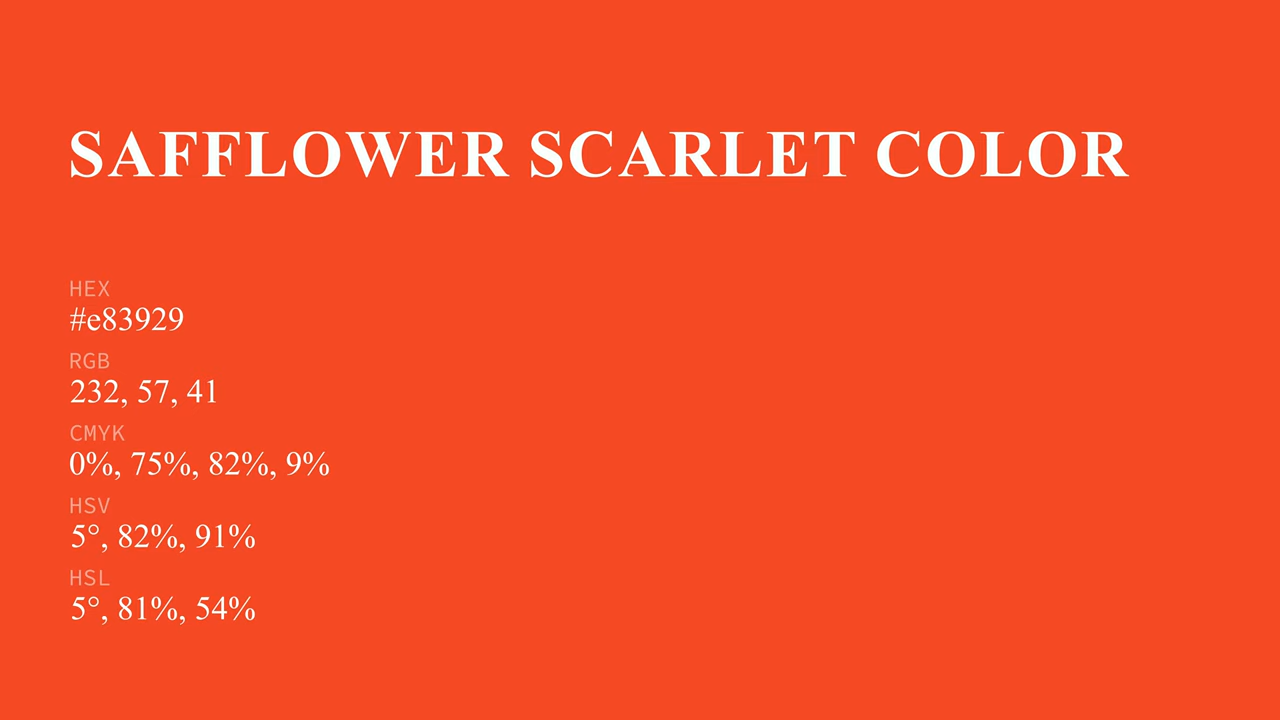 SAFFLOWER SCARLET COLOR
HEX
#e83929
RGB
232, 57, 41
CMYK
0%, 75%, 82%, 9%
HSV
5°, 82%, 91%
HSL
5°, 81%, 54%